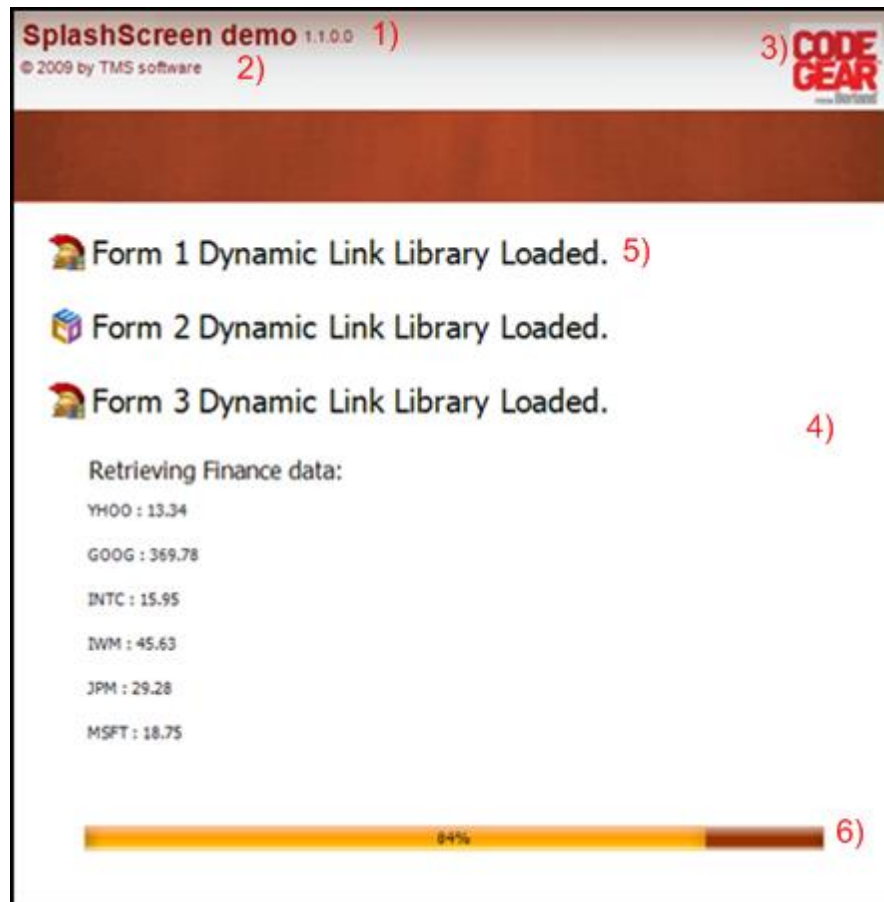 SplashScreen demo 1.1.0.0 1)
© 2009 by TMS software 2)
3) CODE
GEAR
from Borland
Form 1 Dynamic Link Library Loaded. 5)
Form 2 Dynamic Link Library Loaded.
Form 3 Dynamic Link Library Loaded.
4)
Retrieving Finance data:
YHOO : 13.34
GOOG : 369.78
INTC : 15.95
IWM : 45.63
JPM : 29.28
MSFT : 18.75
84% 6)